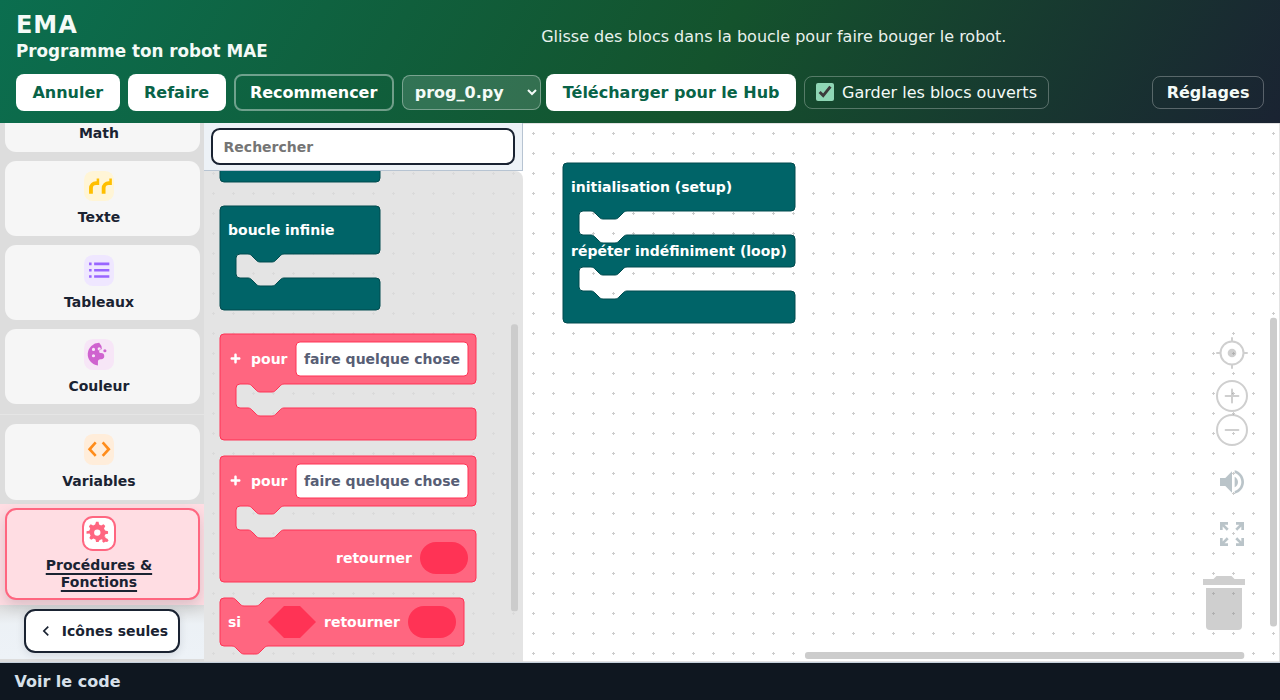 EMA
Programme ton robot MAE
Glisse des blocs dans la boucle pour faire bouger le robot.
Annuler
Refaire
Recommencer
prog_0.py
Télécharger pour le Hub
Garder les blocs ouverts
Réglages
Math
Texte
Tableaux
Couleur
Variables
Procédures &
Fonctions
Icônes seules
Rechercher
boucle infinie
+ pour faire quelque chose
+ pour faire quelque chose
retourner
si retourner
initialisation (setup)
répéter indéfiniment (loop)
Voir le code